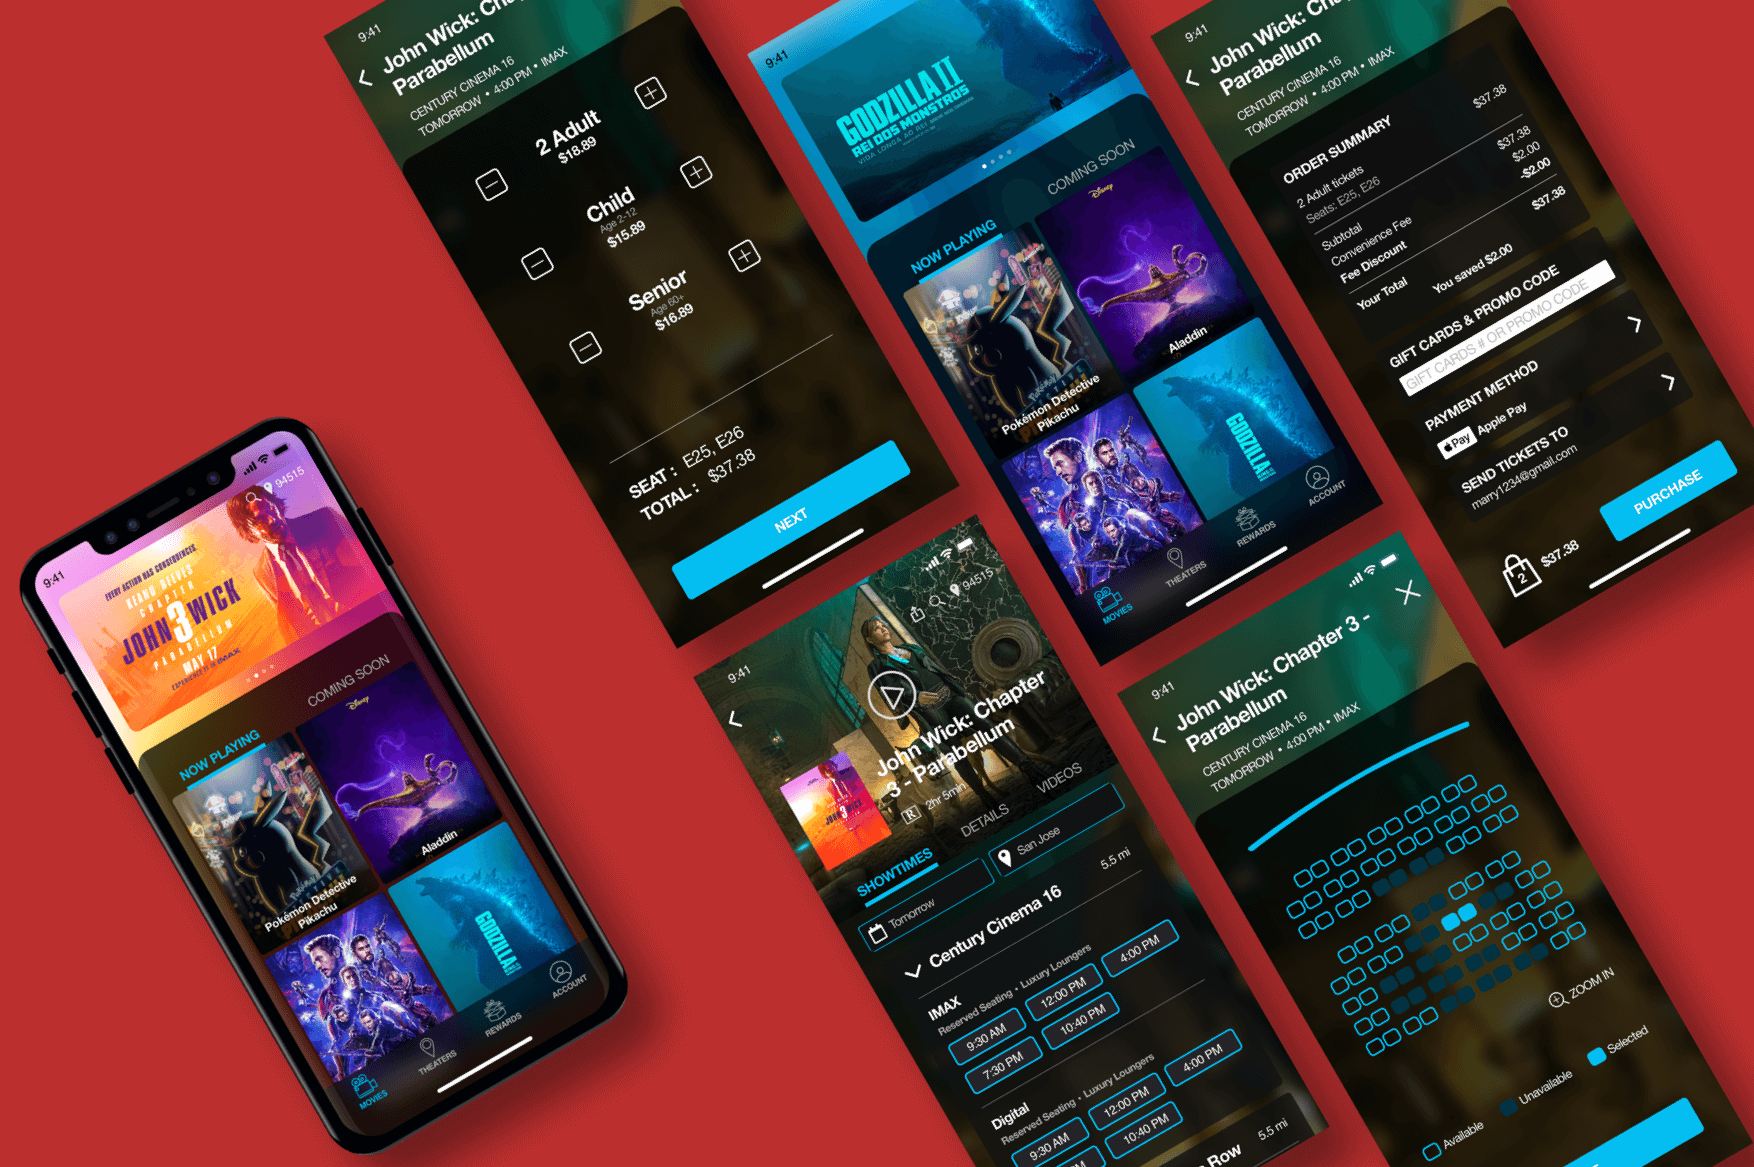 9:41
94515
EVERY ACTION HAS CONSEQUENCES
KEANU REEVES
CHAPTER
JOHN 3 WICK
PARABELLUM
MAY 17
EXPERIENCE IT IN IMAX
NOW PLAYING
COMING SOON
Disney
Pokémon Detective
Pikachu
Aladdin
GODZILLA
MOVIES
THEATERS
REWARDS
ACCOUNT
9:41
John Wick:
Parabellum
CENTURY CINEMA 16
TOMORROW • 4:00 PM • IMAX
2 Adult
$18.89
Child
Age 2-12
$15.89
Senior
Age 60+
$16.89
SEAT : E25, E26
TOTAL : $37.38
NEXT
9:41
GODZILLA II
REI DOS MONSTROS
VIDA LONGA AO REI
NOW PLAYING
COMING SOON
Disney
Pokémon Detective
Pikachu
Aladdin
GODZILLA
MOVIES
THEATERS
REWARDS
ACCOUNT
9:41
John Wick:
Parabellum
CENTURY CINEMA 16
TOMORROW • 4:00 PM • IMAX
ORDER SUMMARY
$37.38
2 Adult tickets
Seats: E25, E26
Subtotal $37.38
Convenience Fee $2.00
Fee Discount -$2.00
Your Total $37.38
You saved $2.00
GIFT CARDS & PROMO CODE
GIFT CARDS # OR PROMO CODE
PAYMENT METHOD
Pay Apple Pay
SEND TICKETS TO
marry1234@gmail.com
2 $37.38
PURCHASE
9:41
94515
John Wick: Chapter
3 - Parabellum
R 2hr 5min
JOHN 3 WICK
SHOWTIMES
DETAILS
VIDEOS
Tomorrow
San Jose
Century Cinema 16
5.5 mi
IMAX
Reserved Seating • Luxury Loungers
9:30 AM
12:00 PM
4:00 PM
7:30 PM
10:40 PM
Digital
Reserved Seating • Luxury Loungers
9:30 AM
12:00 PM
4:00 PM
10:40 PM
Row
5.5 mi
9:41
John Wick: Chapter 3 -
Parabellum
CENTURY CINEMA 16
TOMORROW • 4:00 PM • IMAX
ZOOM IN
Available
Unavailable
Selected